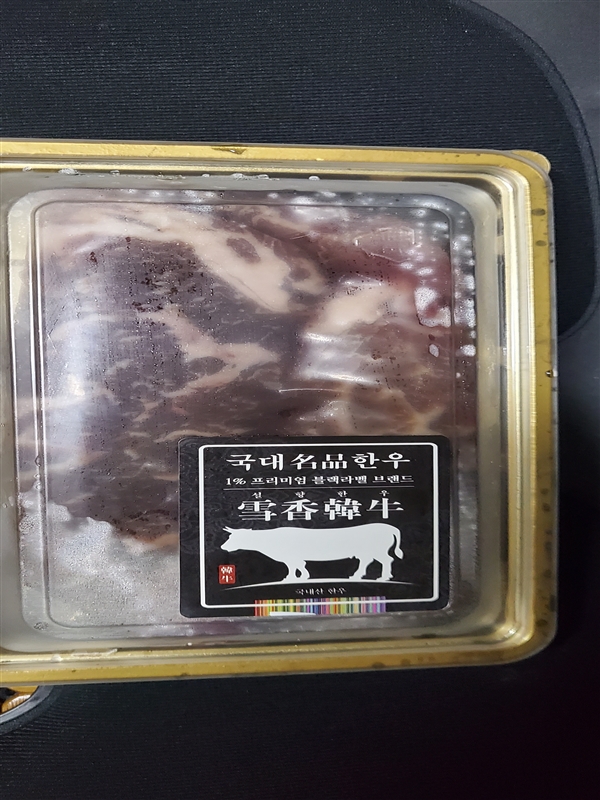 국대名品한우
1% 프리미엄 블랙라벨 브랜드
설향한우
雪香韓牛
韓牛
국내산 한우